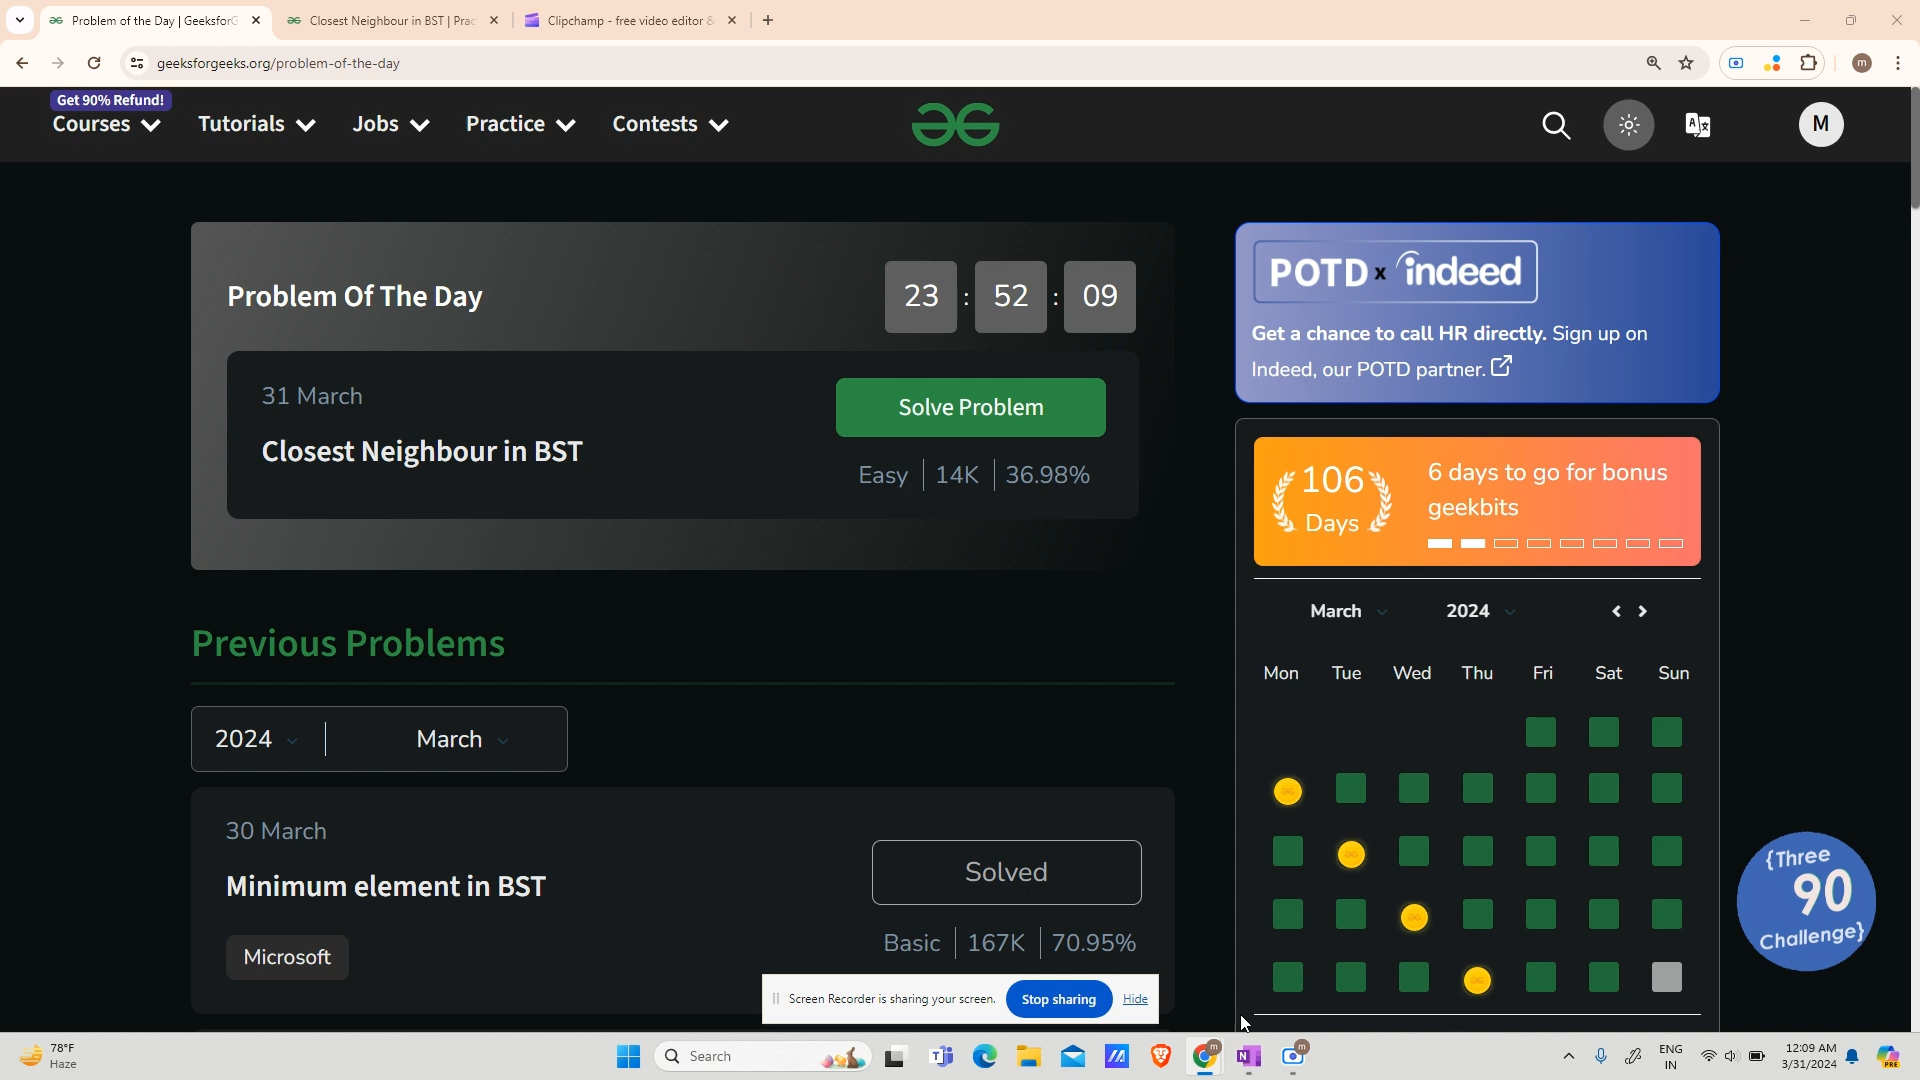 Problem of the Day | GeeksforG
Closest Neighbour in BST | Prac
Clipchamp - free video editor &
geeksforgeeks.org/problem-of-the-day
m
Get 90% Refund!
Courses
Tutorials
Jobs
Practice
Contests
M
Problem Of The Day
23 : 52 : 09
31 March
Solve Problem
Closest Neighbour in BST
Easy
14K
36.98%
POTD x indeed
Get a chance to call HR directly. Sign up on
Indeed, our POTD partner.
106
Days
6 days to go for bonus
geekbits
March
2024
Mon Tue Wed Thu Fri Sat Sun
Previous Problems
2024
March
30 March
Minimum element in BST
Solved
Microsoft
Basic
167K
70.95%
{Three
90
Challenge}
Screen Recorder is sharing your screen.
Stop sharing
Hide
78°F
Haze
Search
m
m
ENG
IN
12:09 AM
3/31/2024
PRE